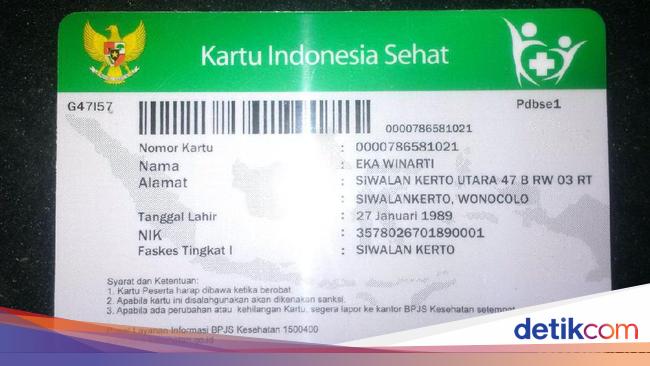 Kartu Indonesia Sehat
G47I57
Pdbse1
0000786581021
Nomor Kartu : 0000786581021
Nama : EKA WINARTI
Alamat : SIWALAN KERTO UTARA 47 B RW 03 RT
: SIWALANKERTO, WONOCOLO
Tanggal Lahir : 27 Januari 1989
NIK : 3578026701890001
Faskes Tingkat I : SIWALAN KERTO
Syarat dan Ketentuan:
1. Kartu Peserta harap dibawa ketika berobat.
2. Apabila kartu ini disalahgunakan akan dikenakan sanksi.
3. Apabila ada perubahan atau kehilangan Kartu, segera lapor ke kantor BPJS Kesehatan setempat
Layanan Informasi BPJS Kesehatan 1500400
detikcom